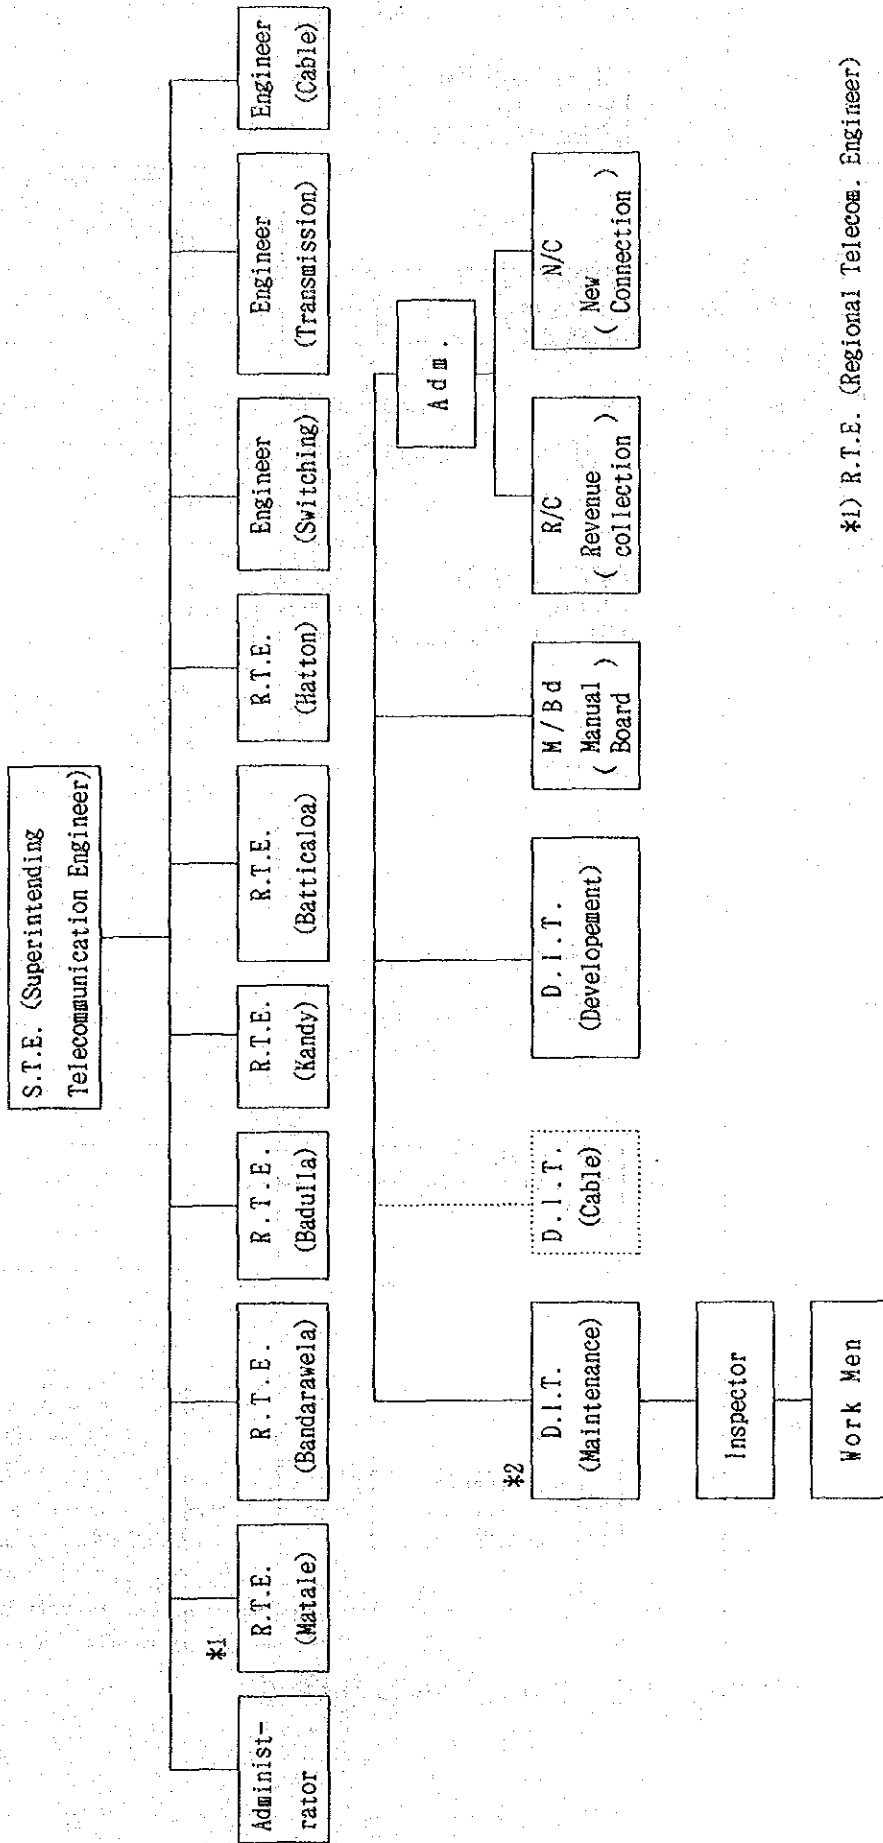 S.T.E. (Superintending
Telecommunication Engineer)
Administ-
rator
*1
R.T.E.
(Matale)
R.T.E.
(Bandarawela)
R.T.E.
(Badulla)
R.T.E.
(Kandy)
R.T.E.
(Batticaloa)
R.T.E.
(Hatton)
Engineer
(Switching)
Engineer
(Transmission)
Engineer
(Cable)
Adm.
*2
D.I.T.
(Maintenance)
D.I.T.
(Cable)
D.I.T.
(Developement)
M/Bd
( Manual
Board )
R/C
( Revenue
collection )
N/C
( New
Connection )
Inspector
Work Men
*1) R.T.E. (Regional Telecom. Engineer)